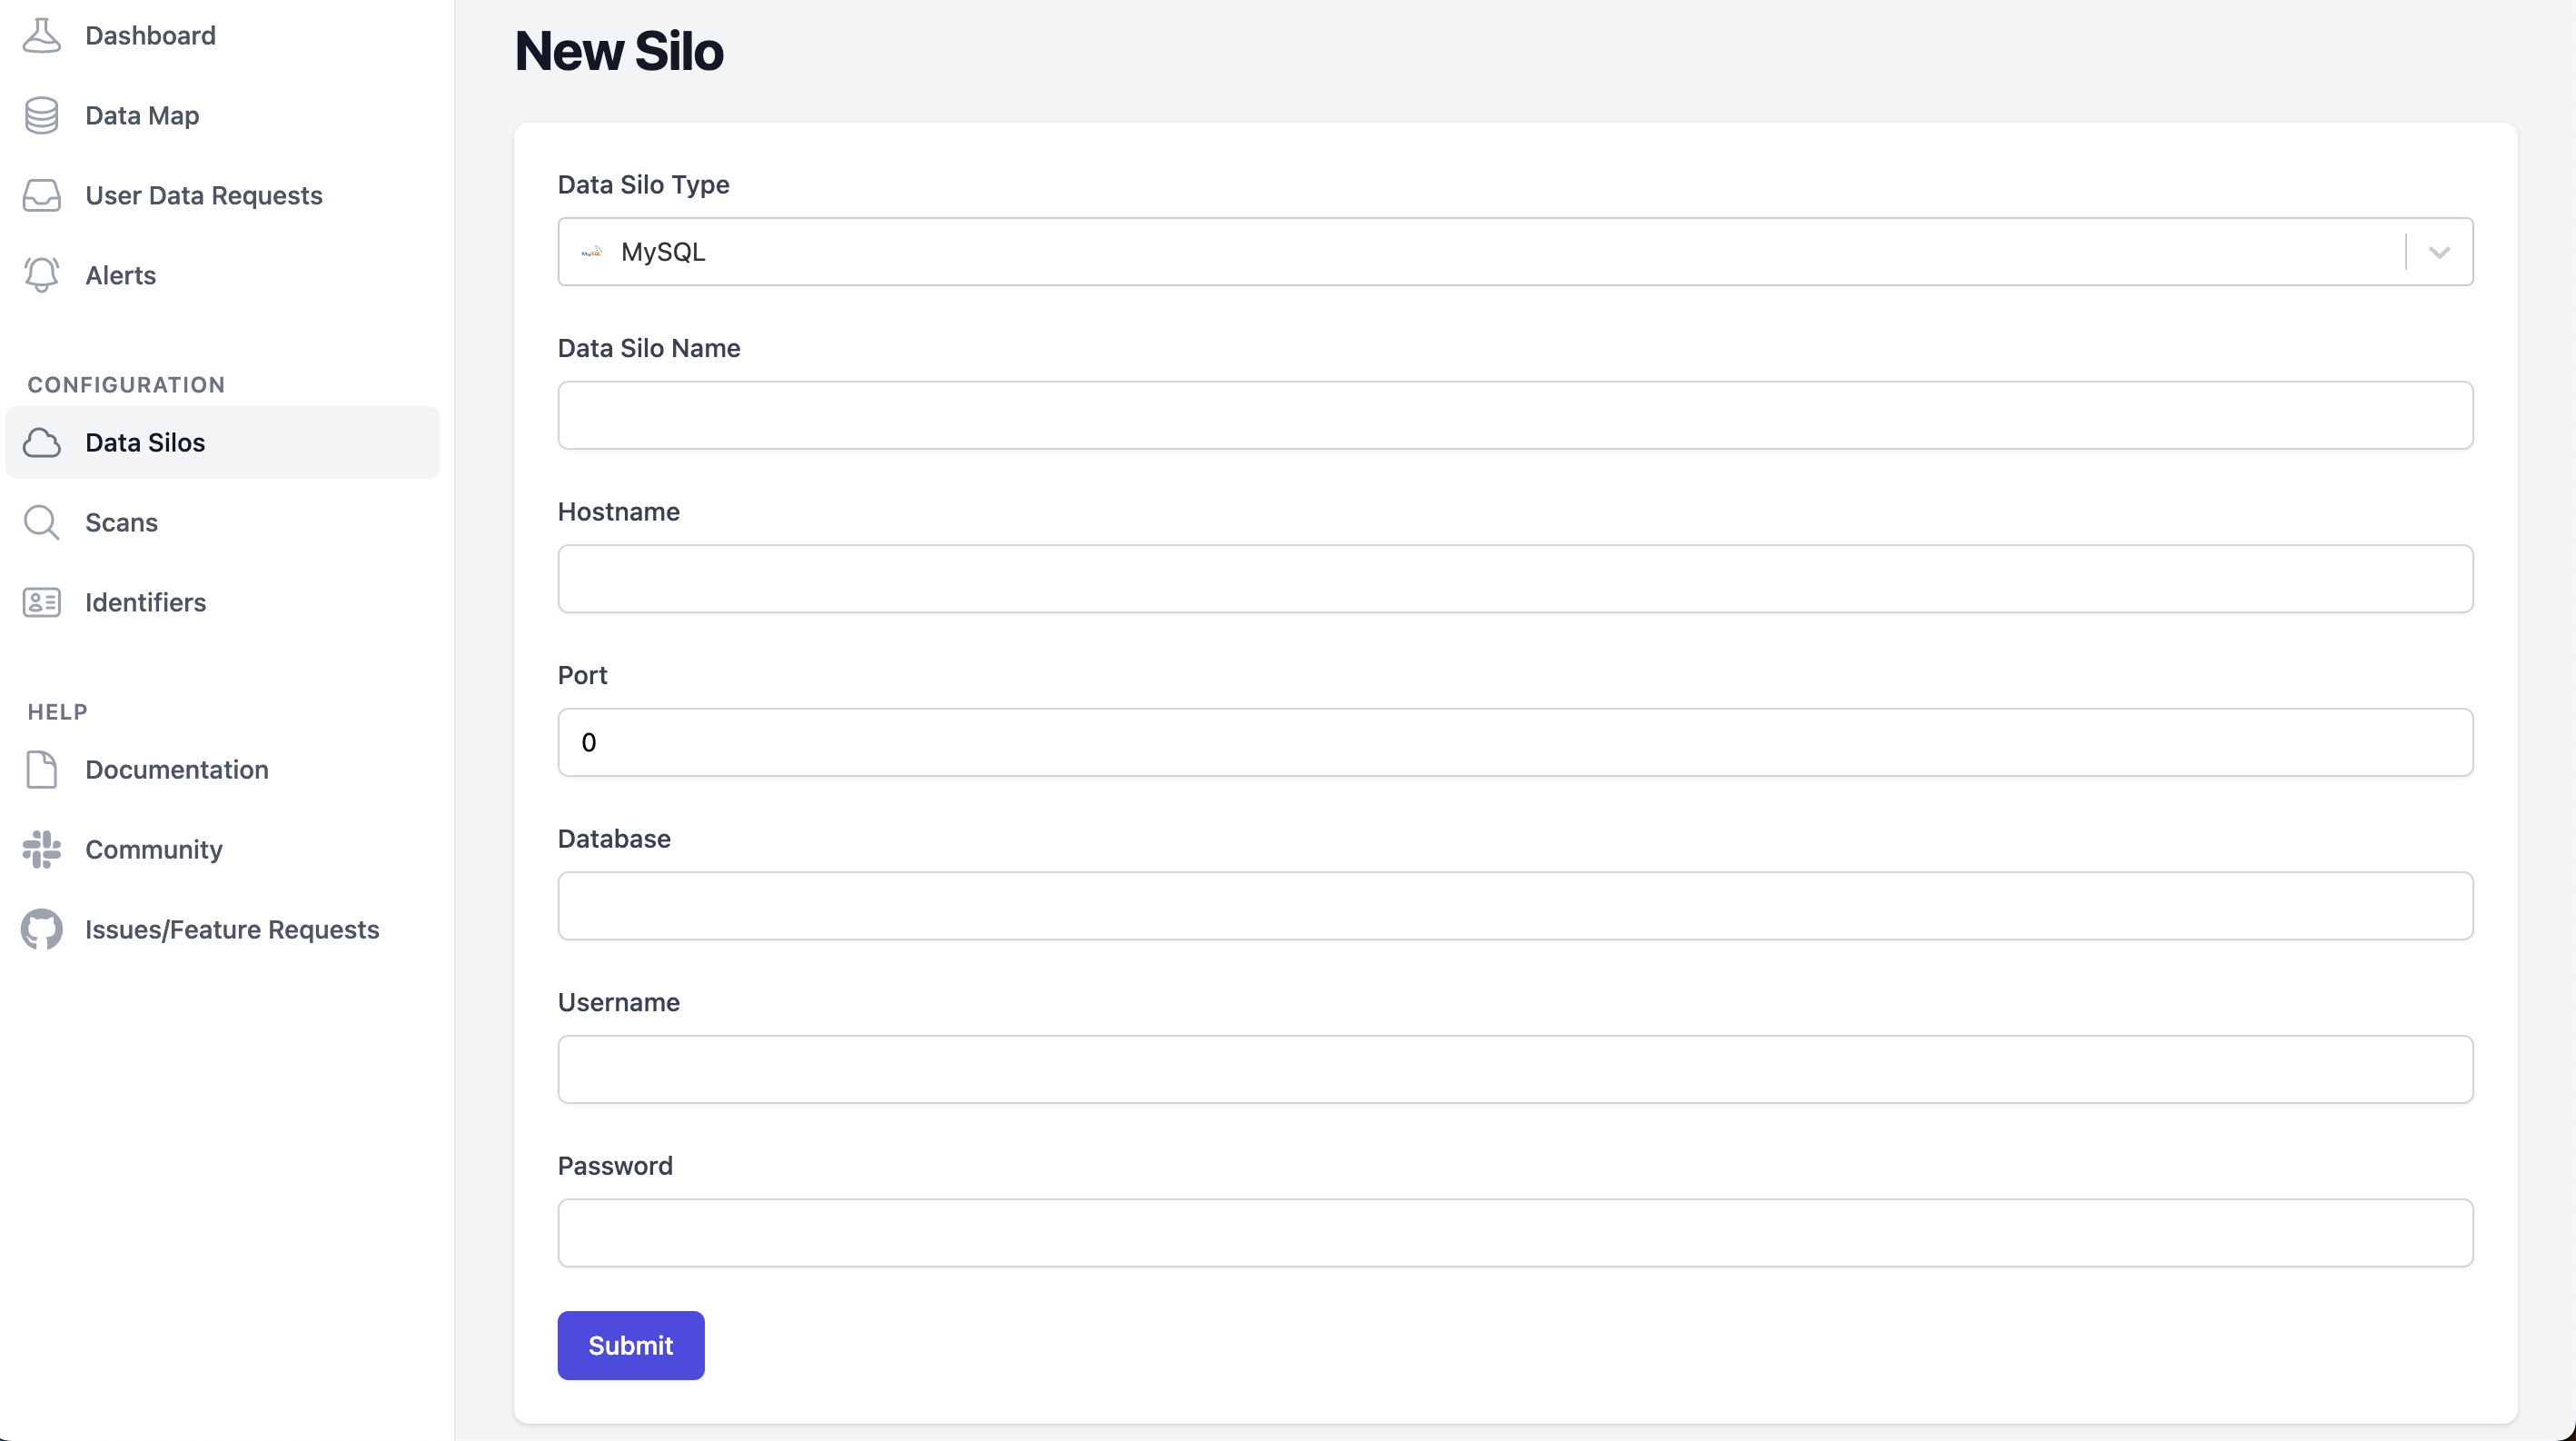 Dashboard
Data Map
User Data Requests
Alerts
CONFIGURATION
Data Silos
Scans
Identifiers
HELP
Documentation
Community
Issues/Feature Requests
New Silo
Data Silo Type
MySQL
Data Silo Name
Hostname
Port
0
Database
Username
Password
Submit